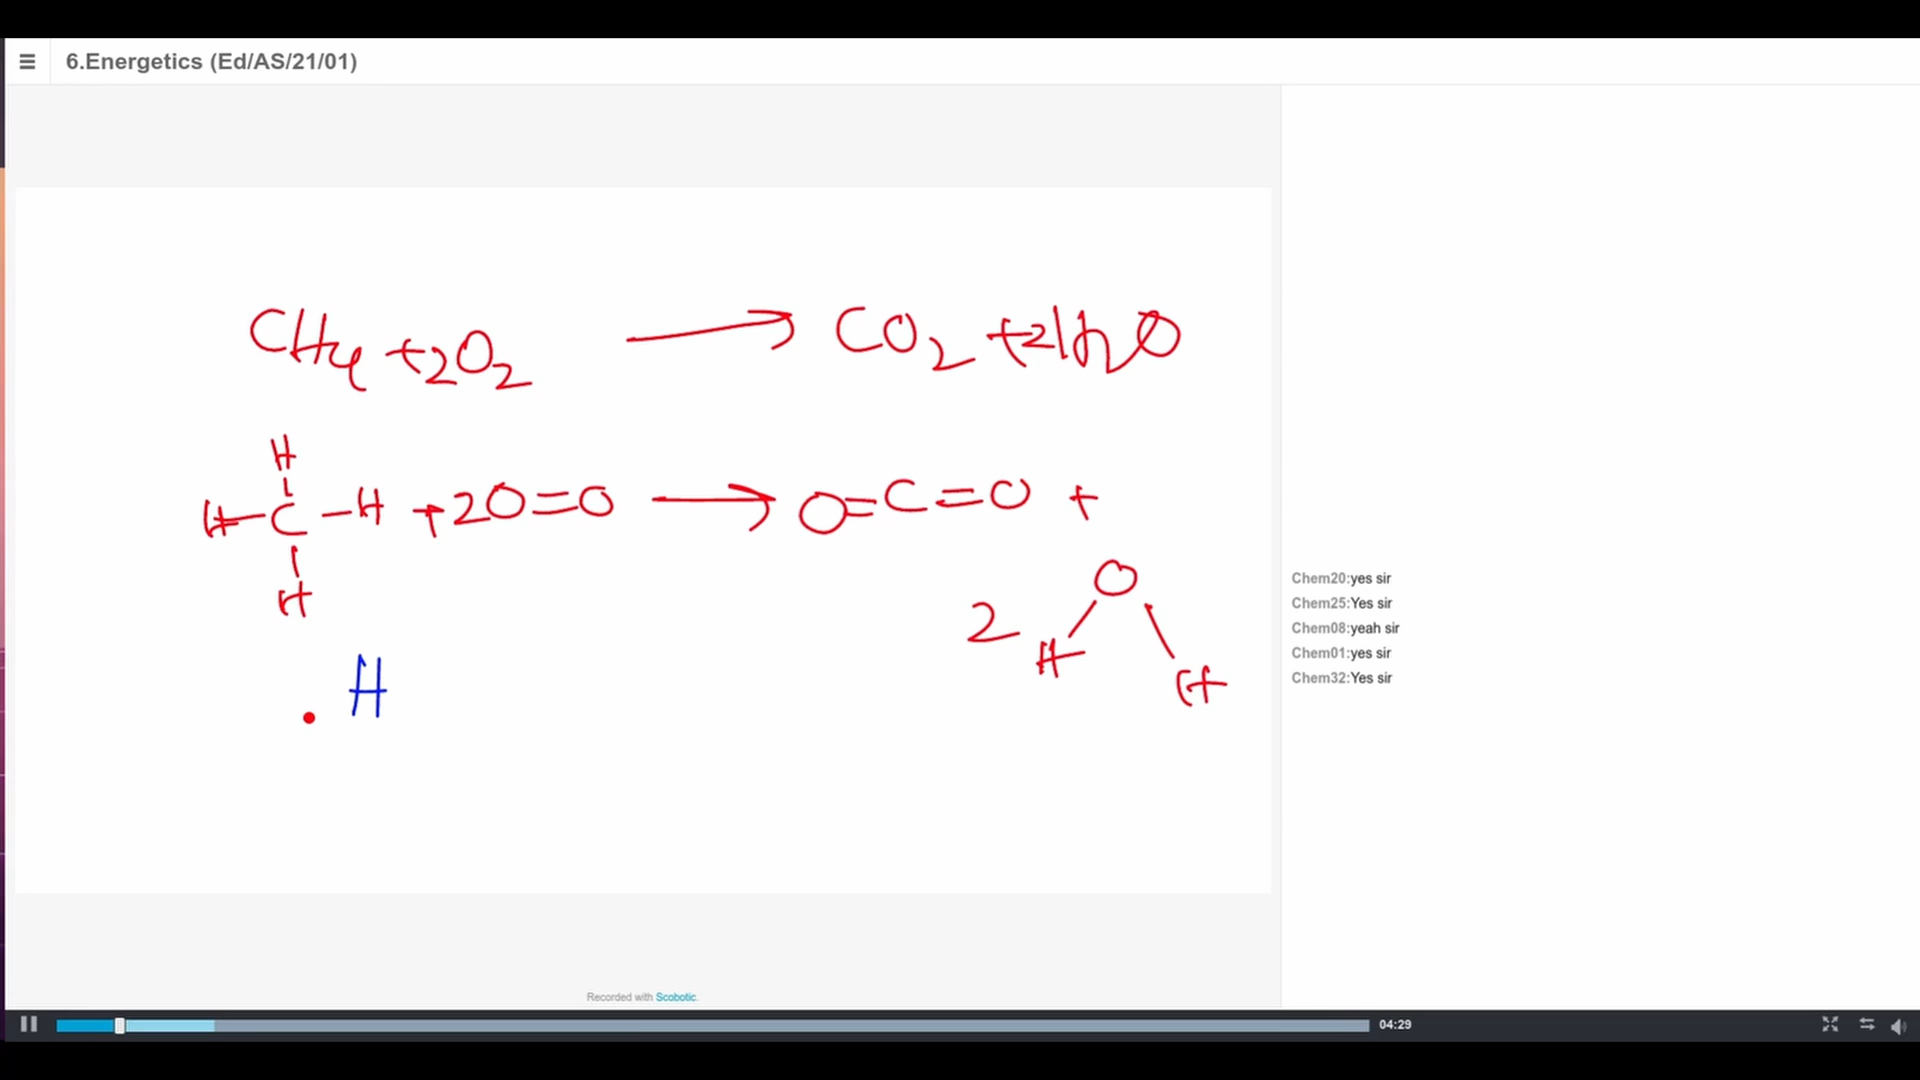 6.Energetics (Ed/AS/21/01)
CH4 + 2O2 → CO2 + 2H2O
H
H—C—H + 2O=O → O=C=O +
H
O
2
H
H
H
Chem20:yes sir
Chem25:Yes sir
Chem08:yeah sir
Chem01:yes sir
Chem32:Yes sir
Recorded with Scobotic.
04:29